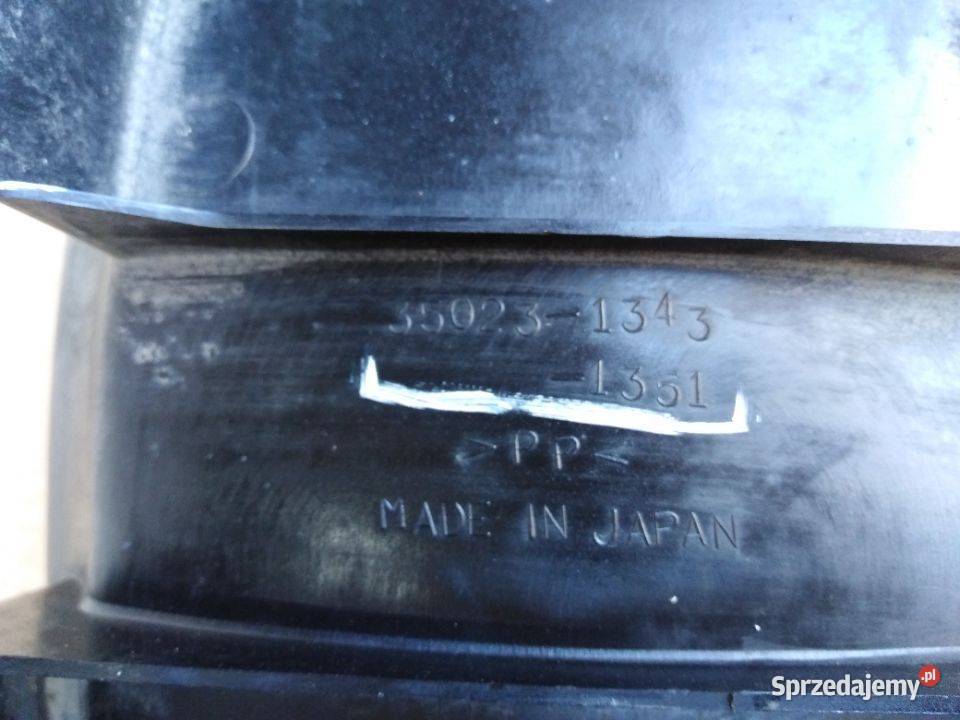 35023-1343
-1351
>PP<
MADE IN JAPAN
Sprzedajemy.pl